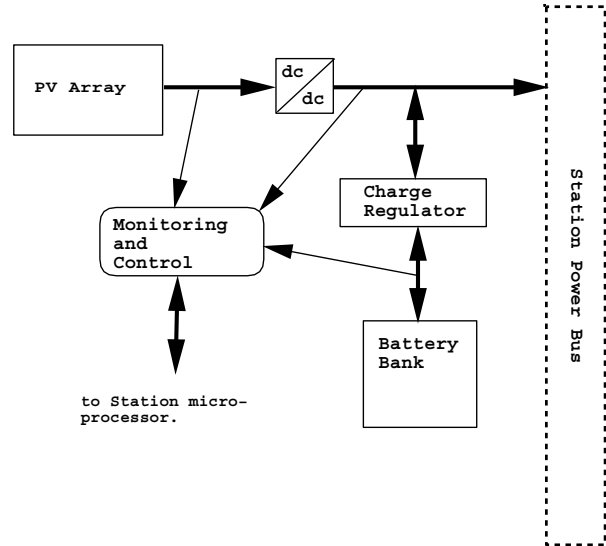 PV Array
dc
dc
Charge
Regulator
Monitoring
and
Control
Battery
Bank
to Station micro-
processor.
Station Power Bus